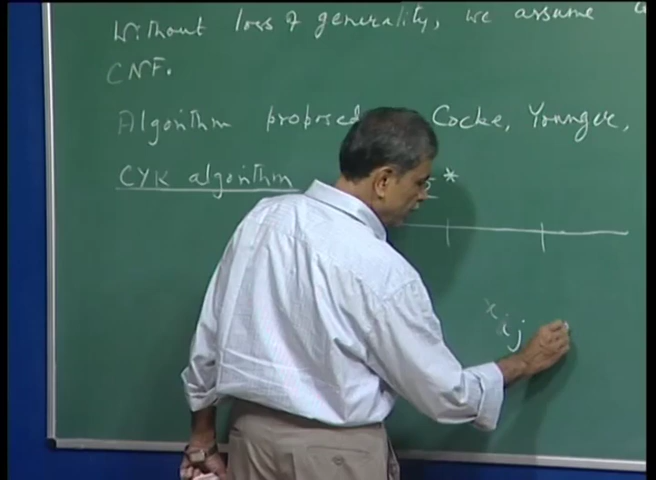 Without loss of generality, we assume
CNF.
Algorithm proposed Cocke, Younger,
CYK algorithm *
x ij